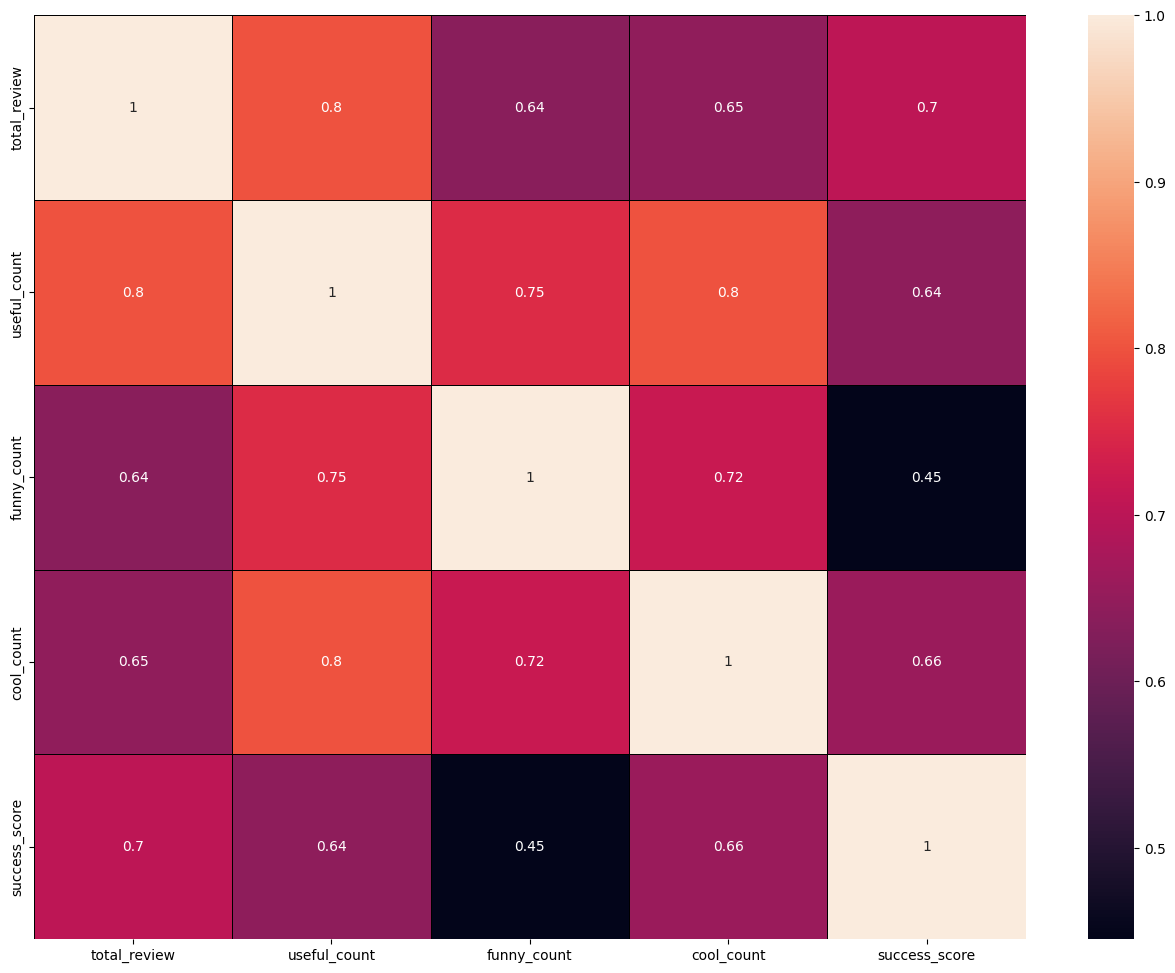 total_review 1 0.8 0.64 0.65 0.7
useful_count 0.8 1 0.75 0.8 0.64
funny_count 0.64 0.75 1 0.72 0.45
cool_count 0.65 0.8 0.72 1 0.66
success_score 0.7 0.64 0.45 0.66 1
total_review useful_count funny_count cool_count success_score
1.0
0.9
0.8
0.7
0.6
0.5